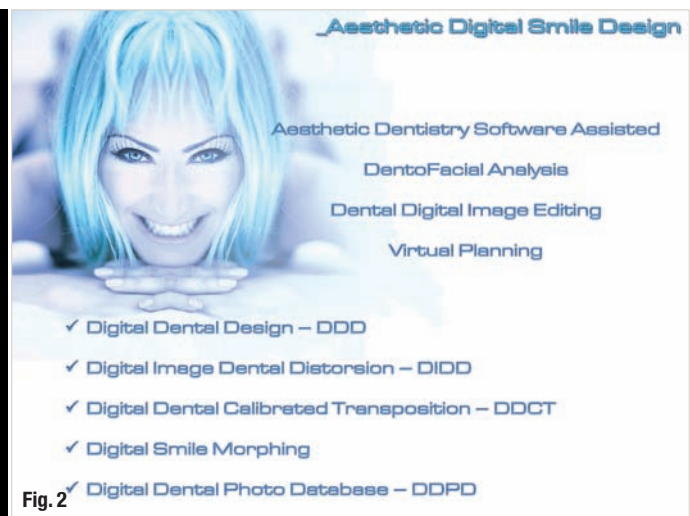 _Aesthetic Digital Smile Design
Aesthetic Dentistry Software Assisted
DentoFacial Analysis
Dental Digital Image Editing
Virtual Planning
✓ Digital Dental Design – DDD
✓ Digital Image Dental Distorsion – DIDD
✓ Digital Dental Calibrated Transposition – DDCT
✓ Digital Smile Morphing
✓ Digital Dental Photo Database – DDPD
Fig. 2